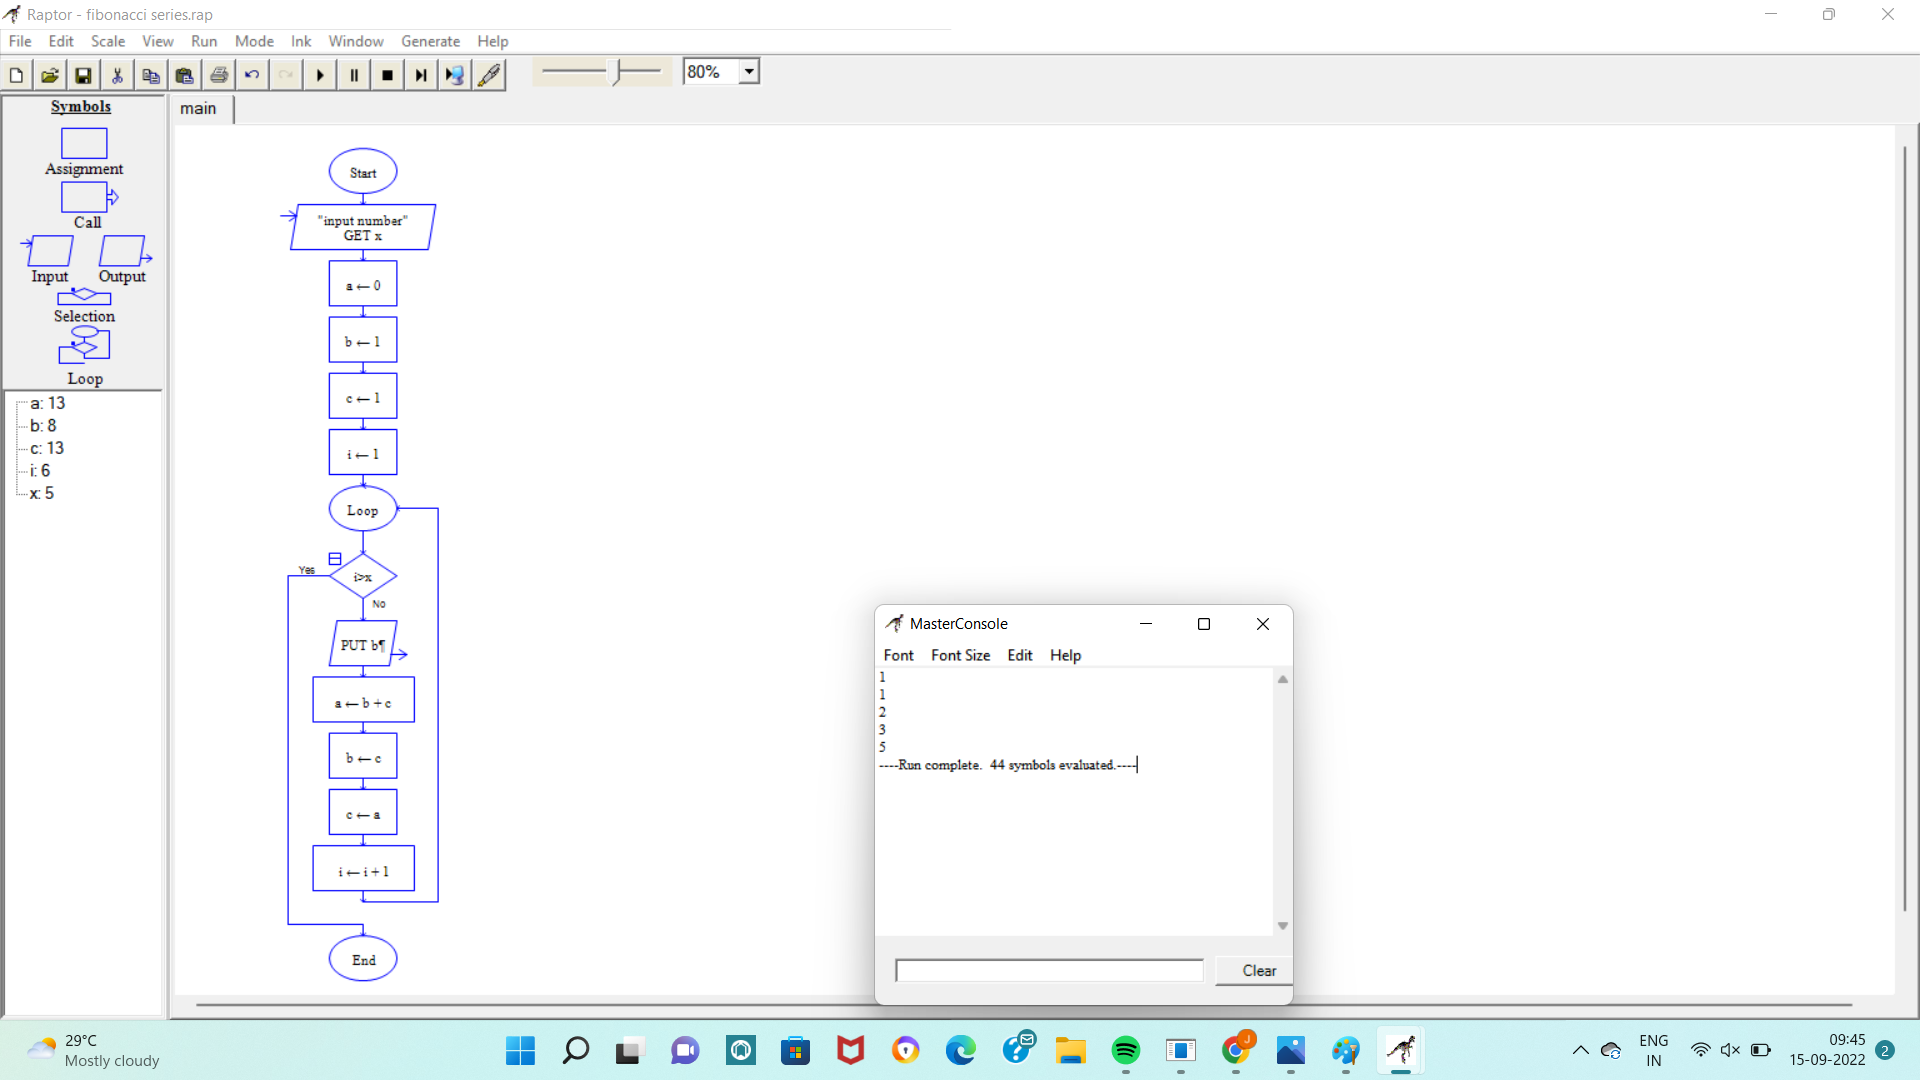 Raptor - fibonacci series.rap
File Edit Scale View Run Mode Ink Window Generate Help
80%
Symbols
Assignment
Call
Input Output
Selection
Loop
a: 13
b: 8
c: 13
i: 6
x: 5
main
Start
"input number"
GET x
a ← 0
b ← 1
c ← 1
i ← 1
Loop
i>x
Yes
No
PUT b¶
a ← b + c
b ← c
c ← a
i ← i + 1
End
MasterConsole
Font Font Size Edit Help
1
1
2
3
5
----Run complete.  44 symbols evaluated.----
Clear
29°C
Mostly cloudy
J
ENG
IN
09:45
15-09-2022
2